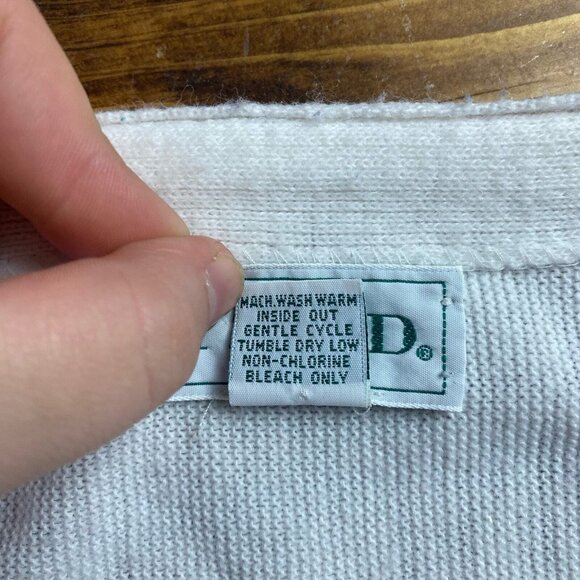 MACH.WASH WARM
INSIDE OUT
GENTLE CYCLE
TUMBLE DRY LOW
NON-CHLORINE
BLEACH ONLY
D®